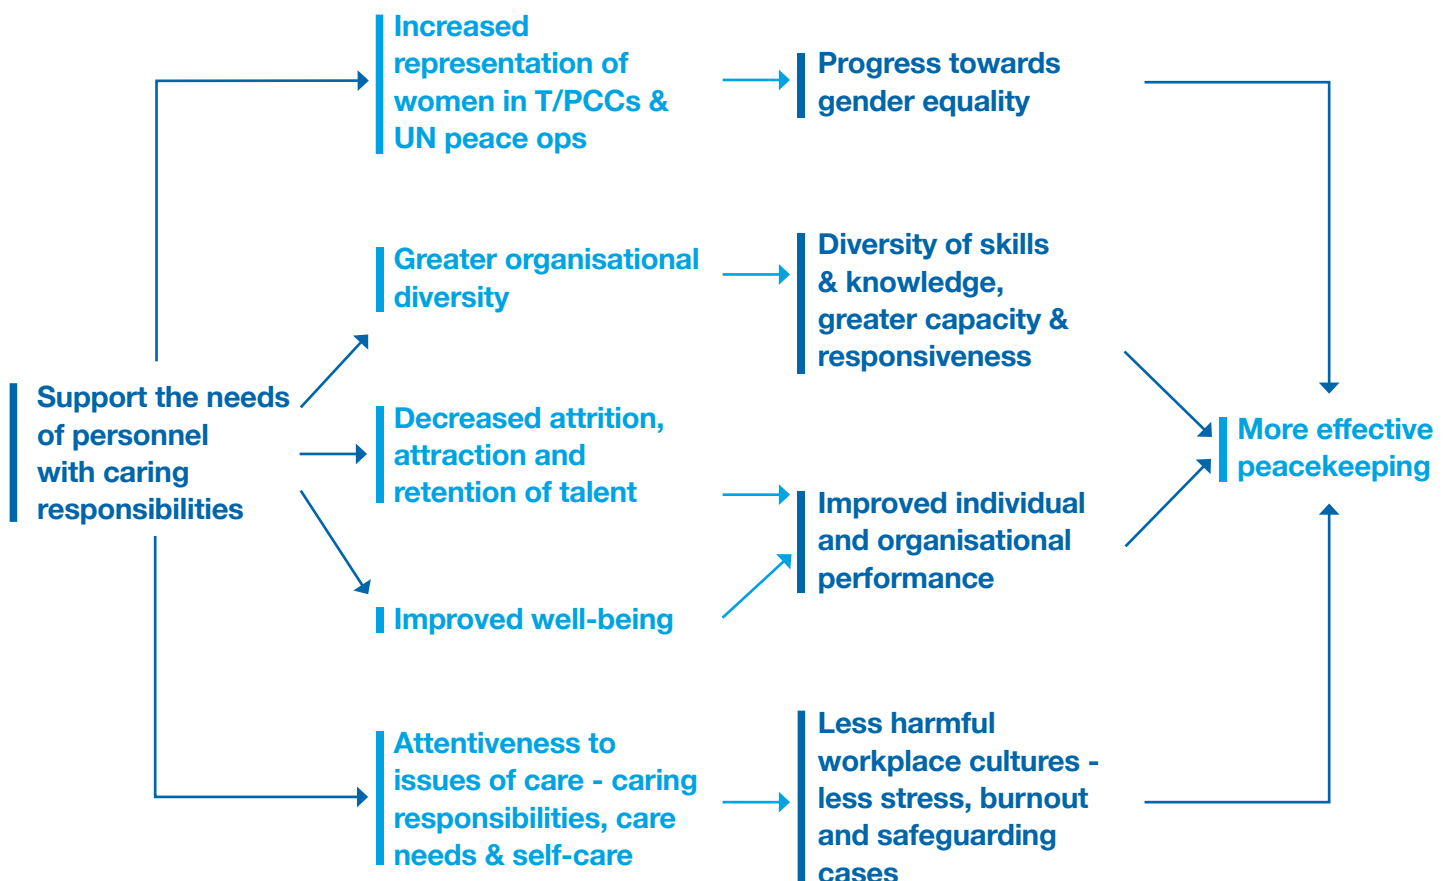 Increased
representation of
women in T/PCCs &
UN peace ops
Progress towards
gender equality
Greater organisational
diversity
Diversity of skills
& knowledge,
greater capacity &
responsiveness
Support the needs
of personnel
with caring
responsibilities
Decreased attrition,
attraction and
retention of talent
Improved individual
and organisational
performance
More effective
peacekeeping
Improved well-being
Attentiveness to
issues of care - caring
responsibilities, care
needs & self-care
Less harmful
workplace cultures -
less stress, burnout
and safeguarding
cases